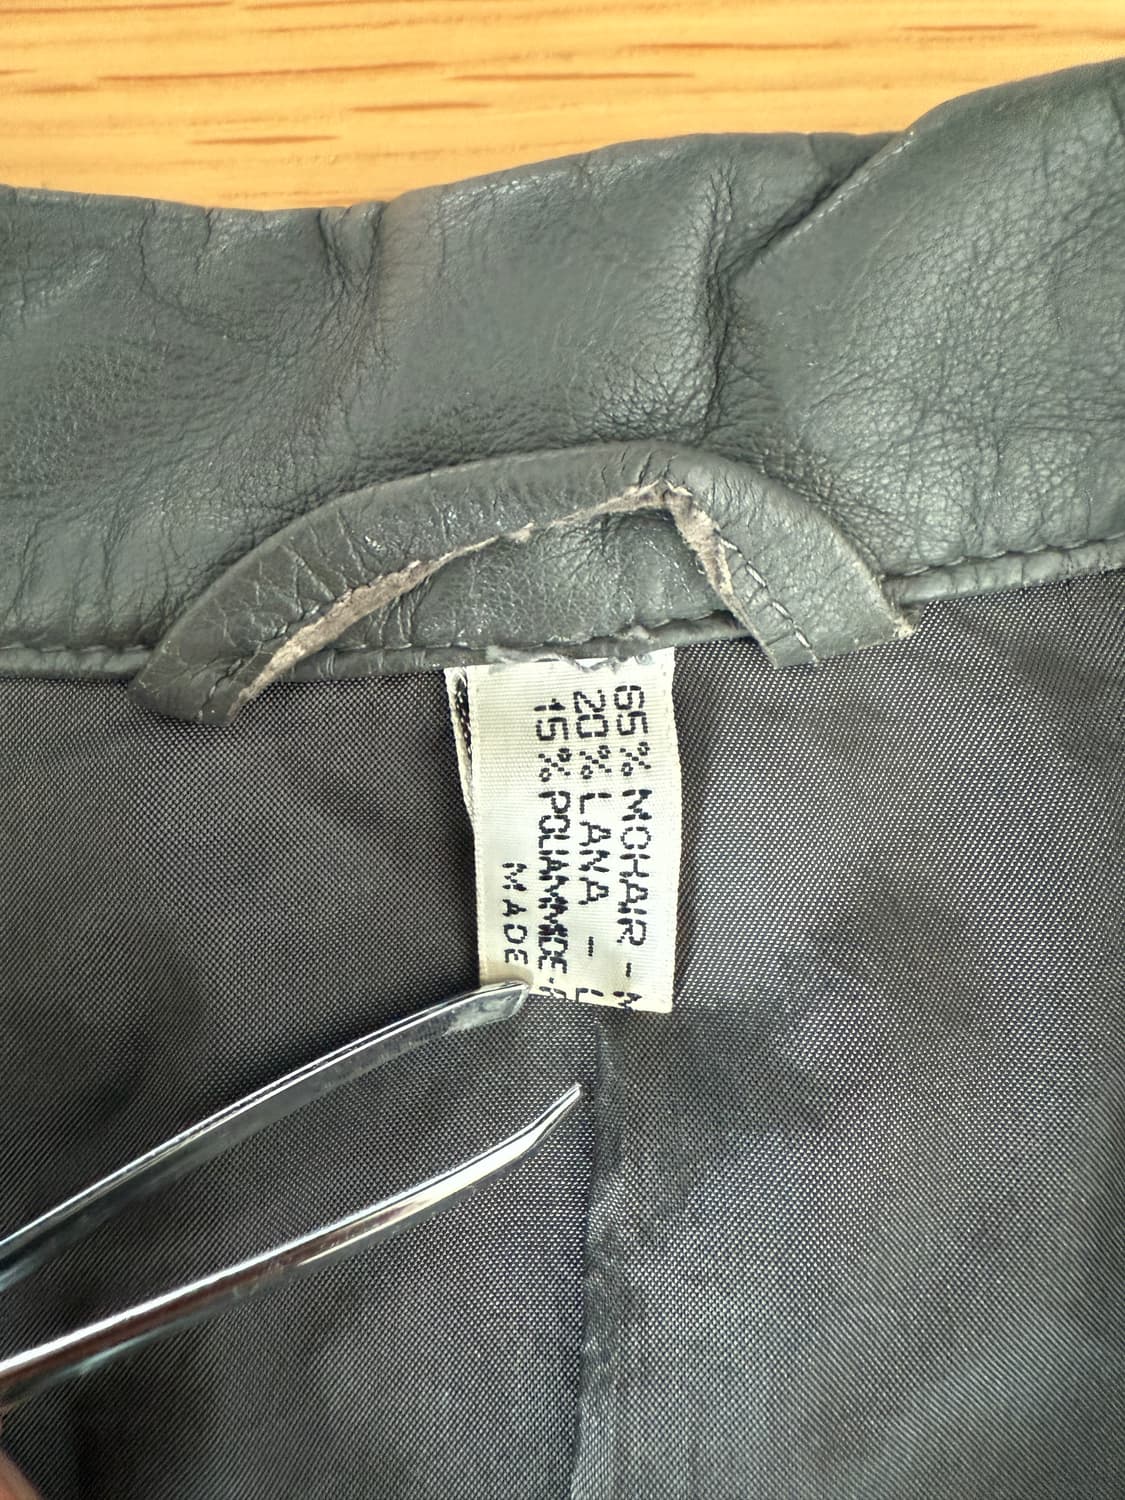 65% MOHAIR - M
20% LANA - L
15% POLIAMMIDE -
MADE